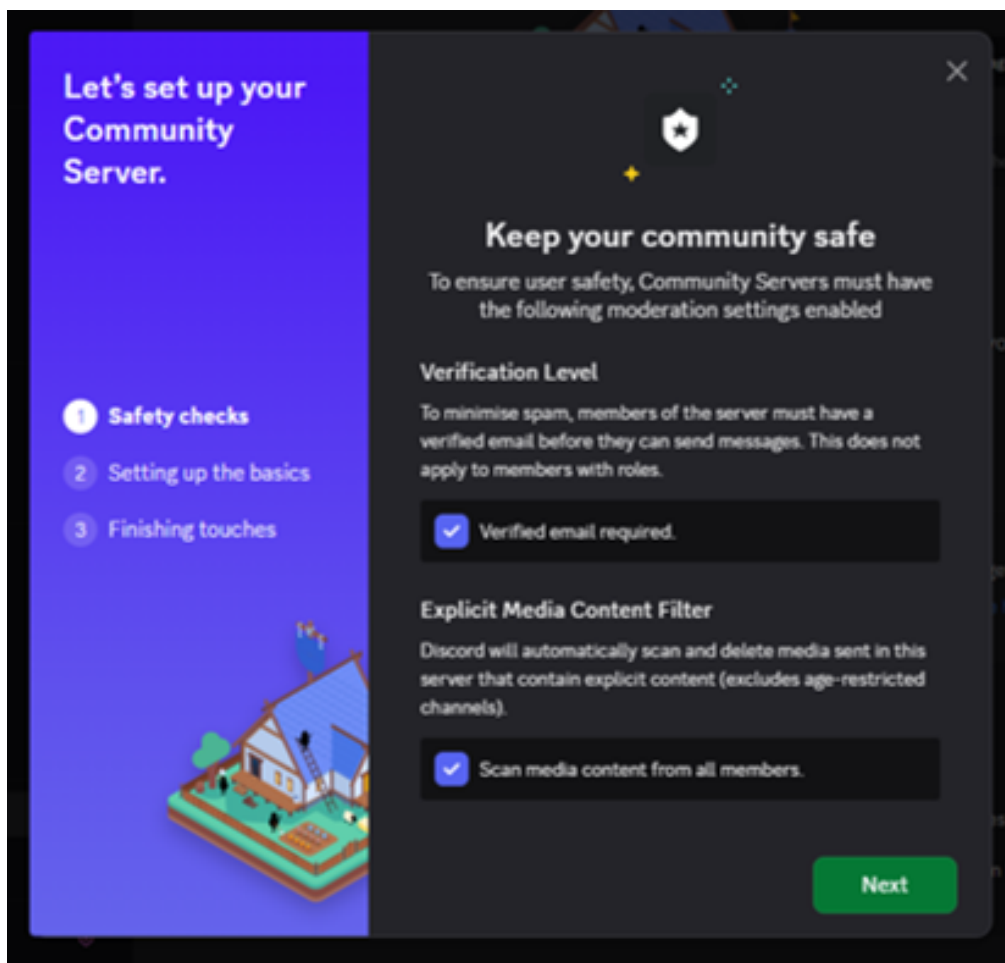 Let's set up your
Community
Server.
1 Safety checks
2 Setting up the basics
3 Finishing touches
Keep your community safe
To ensure user safety, Community Servers must have
the following moderation settings enabled
Verification Level
To minimise spam, members of the server must have a
verified email before they can send messages. This does not
apply to members with roles.
Verified email required.
Explicit Media Content Filter
Discord will automatically scan and delete media sent in this
server that contain explicit content (excludes age-restricted
channels).
Scan media content from all members.
Next